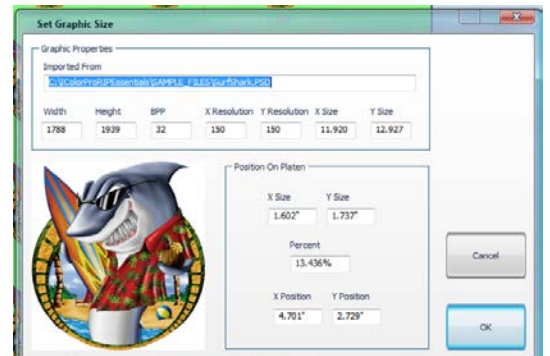 Set Graphic Size
Graphic Properties
Imported From
C:\IColorProRIPEssentials\SAMPLE_FILES\SurfShark.PSD
Width Height BPP X Resolution Y Resolution X Size Y Size
1788 1939 32 150 150 11.920 12.927
Position On Platen
X Size Y Size
1.602" 1.737"
Percent
13.436%
Cancel
X Position Y Position
4.701" 2.729"
OK